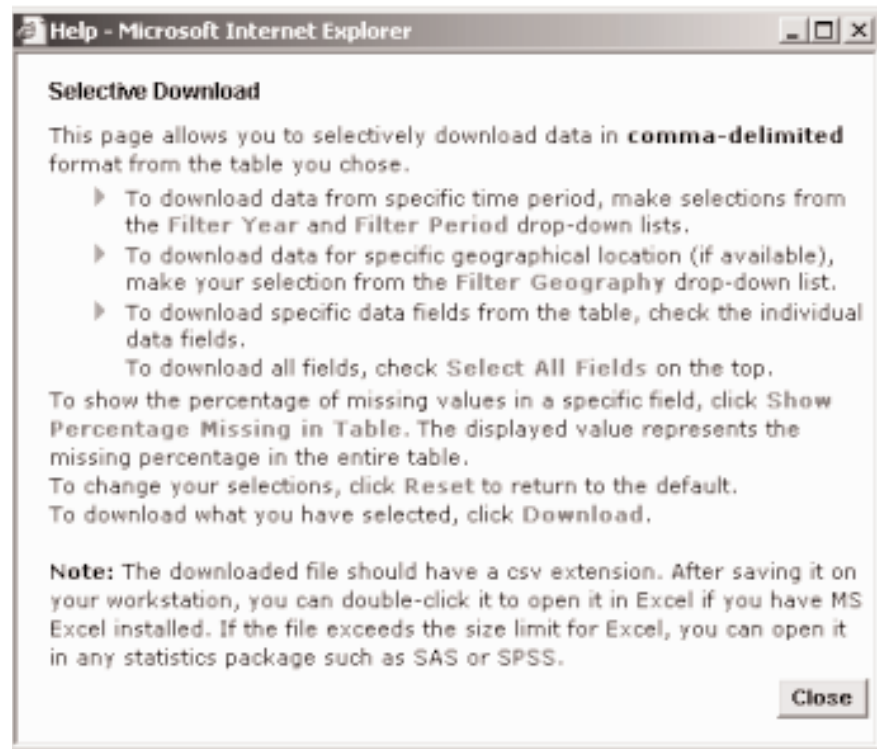 Help - Microsoft Internet Explorer
Selective Download
This page allows you to selectively download data in comma-delimited
format from the table you chose.
To download data from specific time period, make selections from
the Filter Year and Filter Period drop-down lists.
To download data for specific geographical location (if available),
make your selection from the Filter Geography drop-down list.
To download specific data fields from the table, check the individual
data fields.
To download all fields, check Select All Fields on the top.
To show the percentage of missing values in a specific field, click Show
Percentage Missing in Table. The displayed value represents the
missing percentage in the entire table.
To change your selections, click Reset to return to the default.
To download what you have selected, click Download.
Note: The downloaded file should have a csv extension. After saving it on
your workstation, you can double-click it to open it in Excel if you have MS
Excel installed. If the file exceeds the size limit for Excel, you can open it
in any statistics package such as SAS or SPSS.
Close